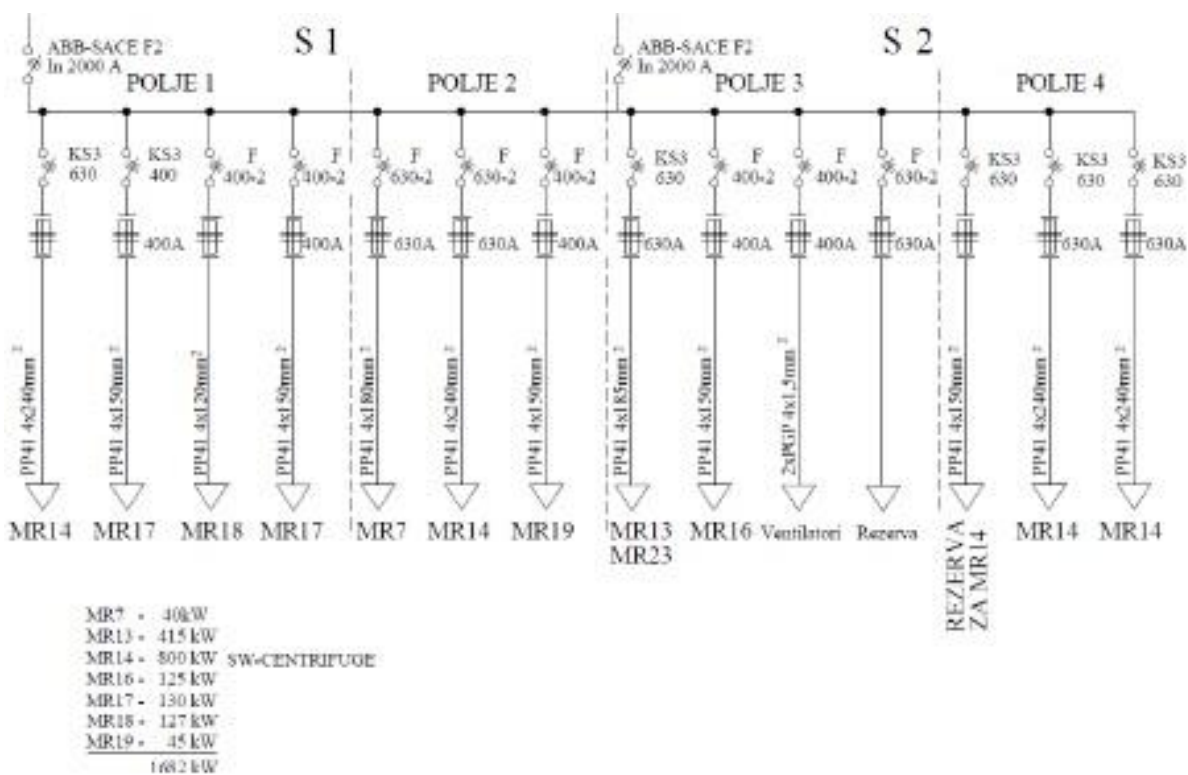 S 1
S 2
ABB-SACE F2
In 2000 A
ABB-SACE F2
In 2000 A
POLJE 1
POLJE 2
POLJE 3
POLJE 4
KS3
630
KS3
400
F
400-2
F
400-2
F
630-2
F
630-2
F
400-2
KS3
630
F
400-2
F
400-2
F
630-2
KS3
630
KS3
630
KS3
630
400A
400A
630A
630A
400A
630A
400A
400A
630A
630A
630A
PP41 4x240mm²
PP41 4x150mm²
PP41 4x120mm²
PP41 4x150mm²
PP41 4x180mm²
PP41 4x240mm²
PP41 4x150mm²
PP41 4x185mm²
PP41 4x150mm²
2xPGP 4x1,5mm²
PP41 4x150mm²
PP41 4x240mm²
PP41 4x240mm²
MR14
MR17
MR18
MR17
MR7
MR14
MR19
MR13
MR23
MR16
Ventilatori
Rezerva
REZERVA
ZA MR14
MR14
MR14
MR7 - 40kW
MR13 - 415 kW
MR14 - 800 kW SW-CENTRIFUGE
MR16 - 125 kW
MR17 - 130 kW
MR18 - 127 kW
MR19 - 45 kW
1682 kW